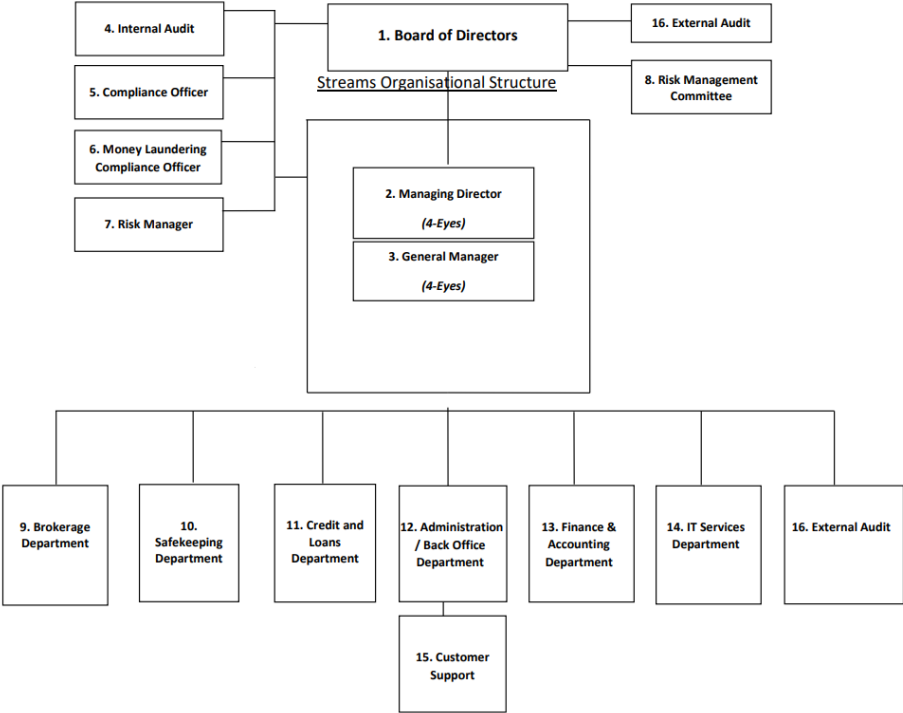 4. Internal Audit
1. Board of Directors
16. External Audit
Streams Organisational Structure
5. Compliance Officer
8. Risk Management
Committee
6. Money Laundering
Compliance Officer
7. Risk Manager
2. Managing Director
(4-Eyes)
3. General Manager
(4-Eyes)
9. Brokerage
Department
10.
Safekeeping
Department
11. Credit and
Loans
Department
12. Administration
/ Back Office
Department
13. Finance &
Accounting
Department
14. IT Services
Department
16. External Audit
15. Customer
Support